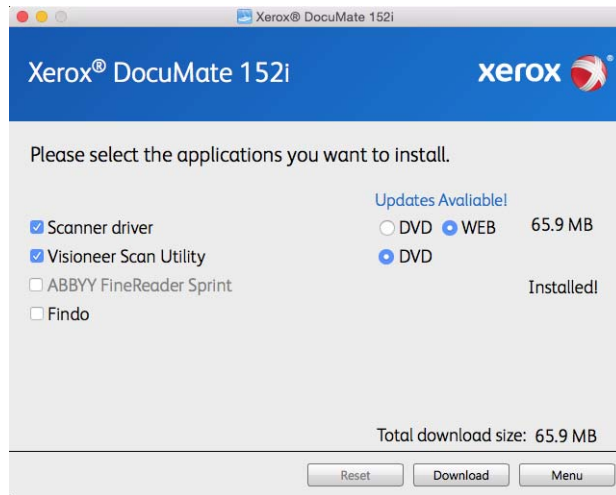 Xerox® DocuMate 152i
Xerox® DocuMate 152i
xerox®
Please select the applications you want to install.
Updates Avaliable!
Scanner driver DVD WEB 65.9 MB
Visioneer Scan Utility DVD
ABBYY FineReader Sprint Installed!
Findo
Total download size: 65.9 MB
Reset Download Menu